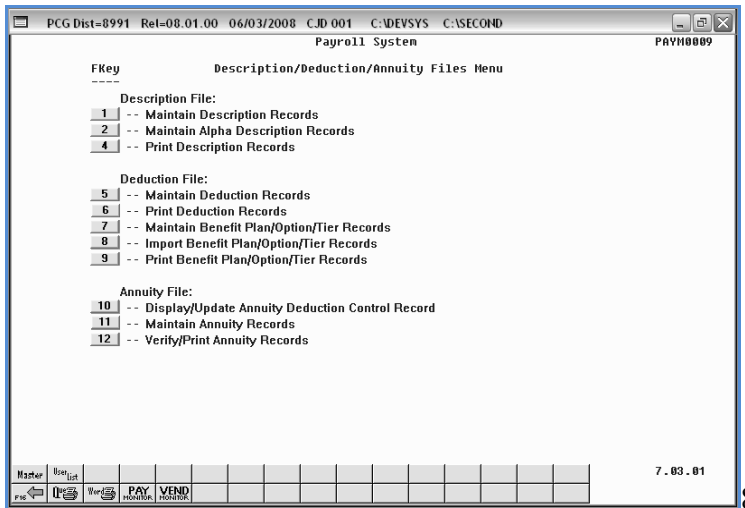 PCG Dist=8991 Rel=08.01.00 06/03/2008 CJD 001 C:\DEVSYS C:\SECOND
Payroll System PAYM0009
FKey Description/Deduction/Annuity Files Menu
----
Description File:
1 -- Maintain Description Records
2 -- Maintain Alpha Description Records
4 -- Print Description Records
Deduction File:
5 -- Maintain Deduction Records
6 -- Print Deduction Records
7 -- Maintain Benefit Plan/Option/Tier Records
8 -- Import Benefit Plan/Option/Tier Records
9 -- Print Benefit Plan/Option/Tier Records
Annuity File:
10 -- Display/Update Annuity Deduction Control Record
11 -- Maintain Annuity Records
12 -- Verify/Print Annuity Records
Master User List 7.03.01
F16 Que Word PAY MONITOR VEND MONITOR